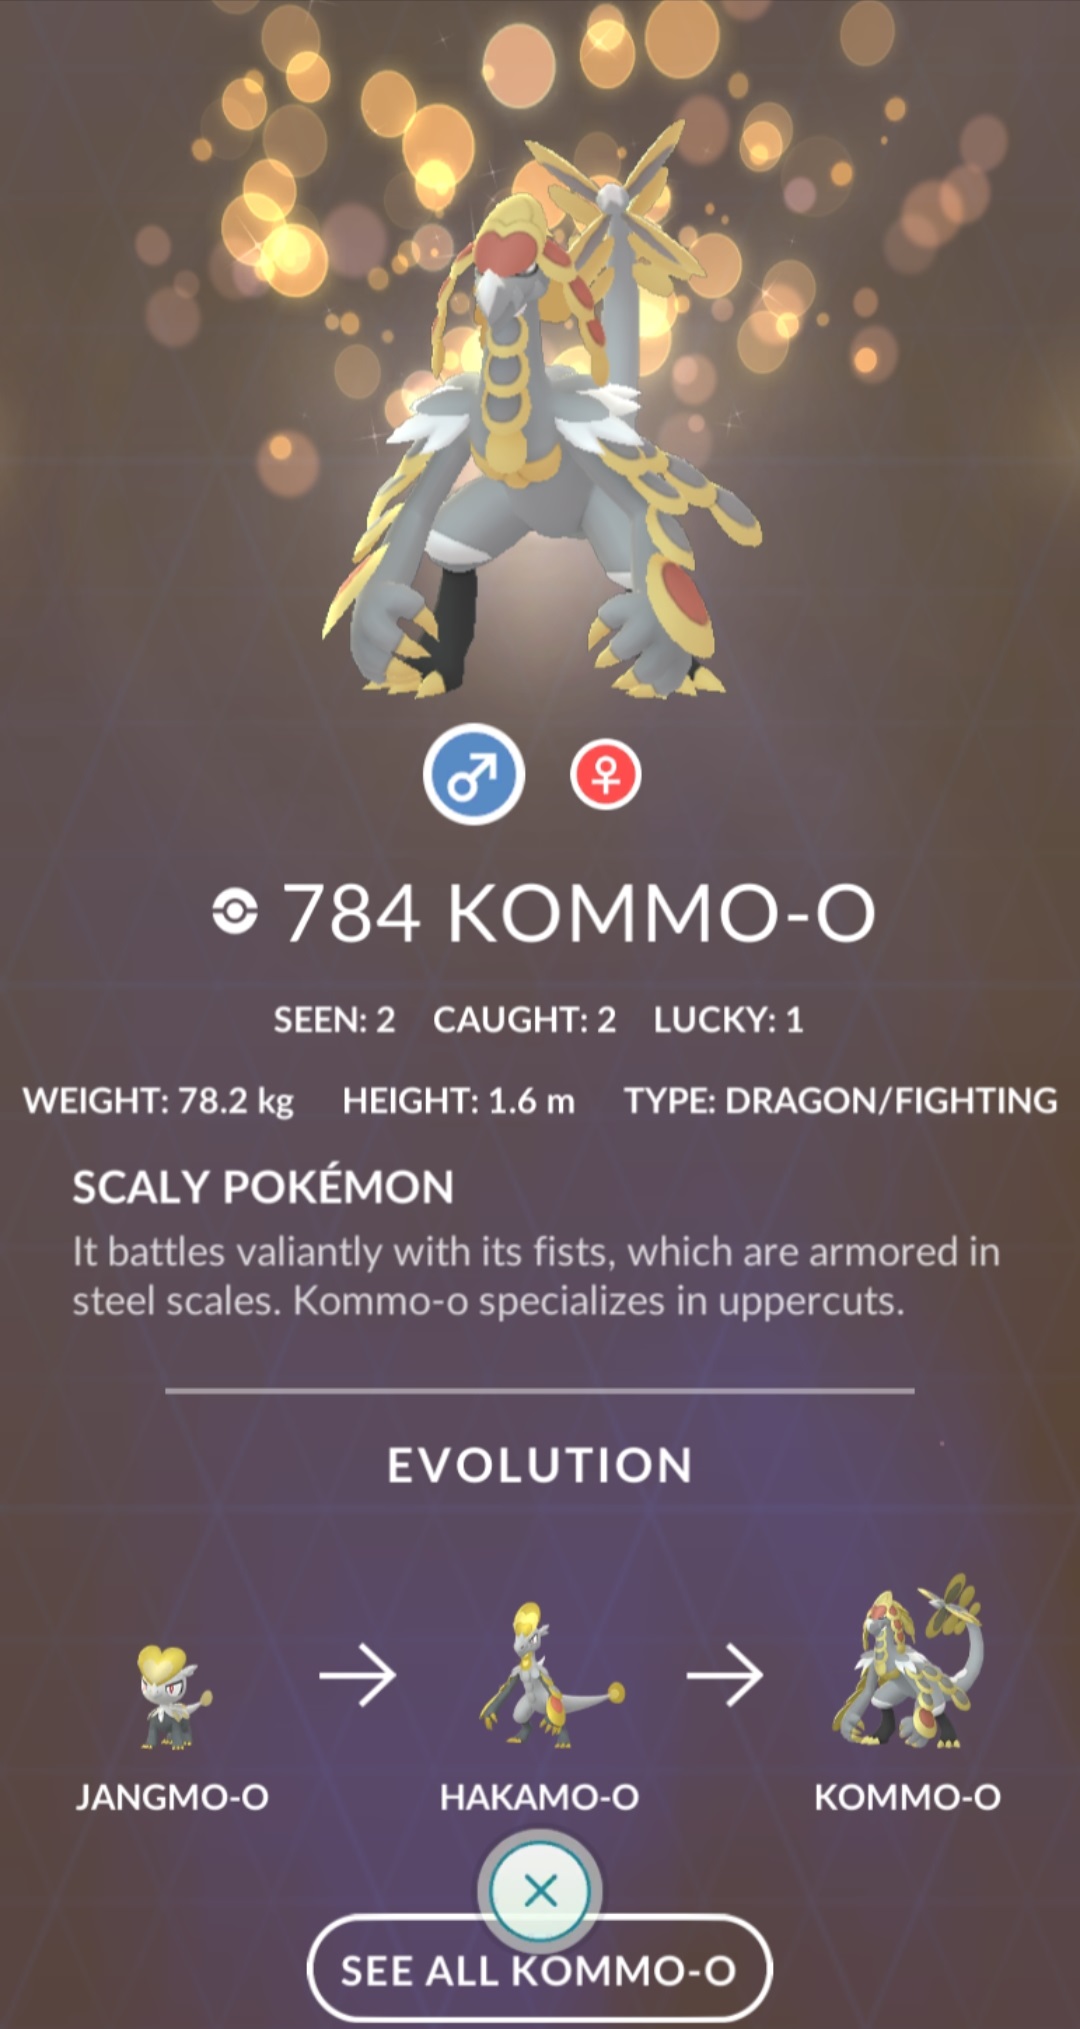 784 KOMMO-O
SEEN: 2 CAUGHT: 2 LUCKY: 1
WEIGHT: 78.2 kg HEIGHT: 1.6 m TYPE: DRAGON/FIGHTING
SCALY POKÉMON
It battles valiantly with its fists, which are armored in
steel scales. Kommo-o specializes in uppercuts.
EVOLUTION
JANGMO-O HAKAMO-O KOMMO-O
SEE ALL KOMMO-O